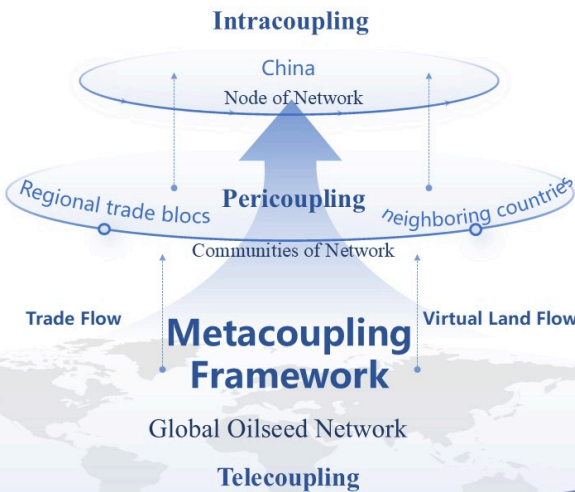 Intracoupling
China
Node of Network
Regional trade blocs
Pericoupling
neighboring countries
Communities of Network
Trade Flow
Virtual Land Flow
Metacoupling
Framework
Global Oilseed Network
Telecoupling